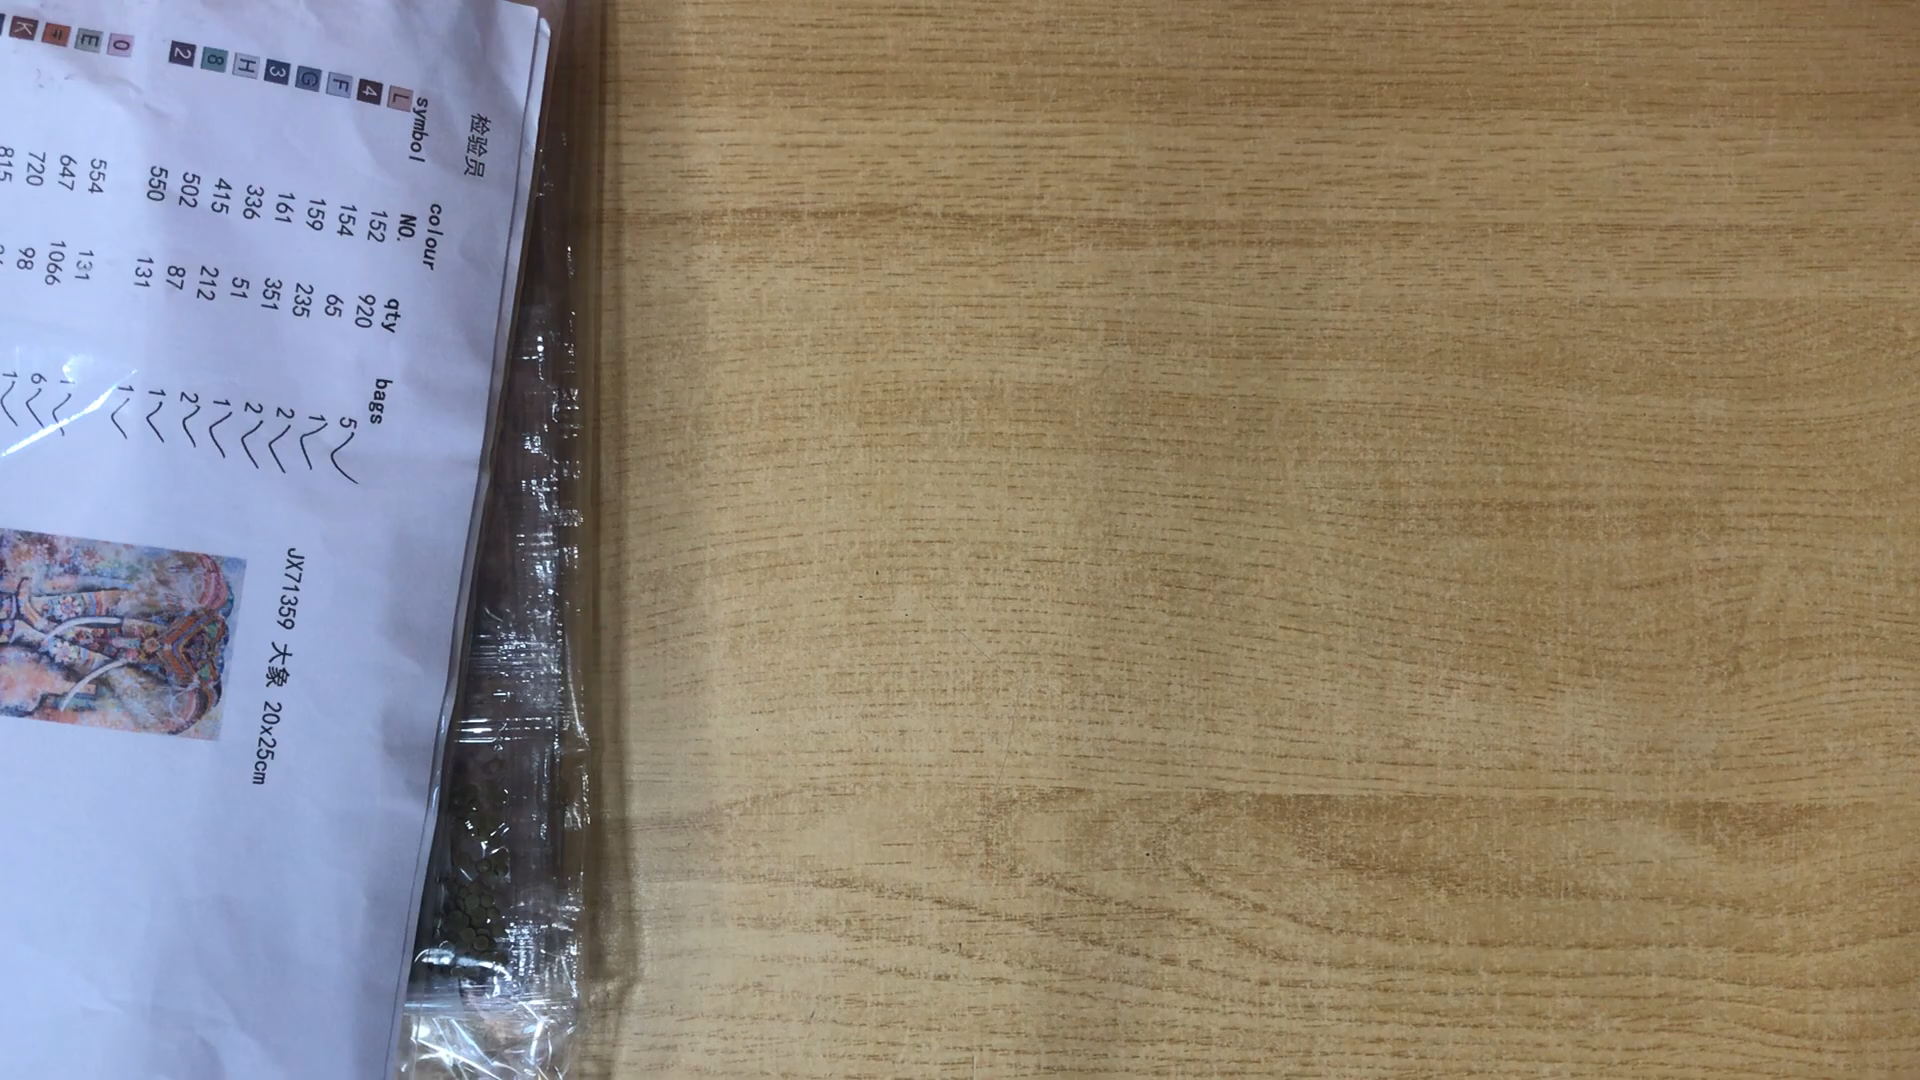 检验员
symbol colour NO. qty bags
L 152 920 5
4 154 65 1
F 159 235 2
G 161 351 2
3 336 51 1
H 415 212 2
8 502 87 1
2 550 131 1
0 554 131 1
E 647 1066 6
720 98 1
K 815
JX71359 大象 20x25cm